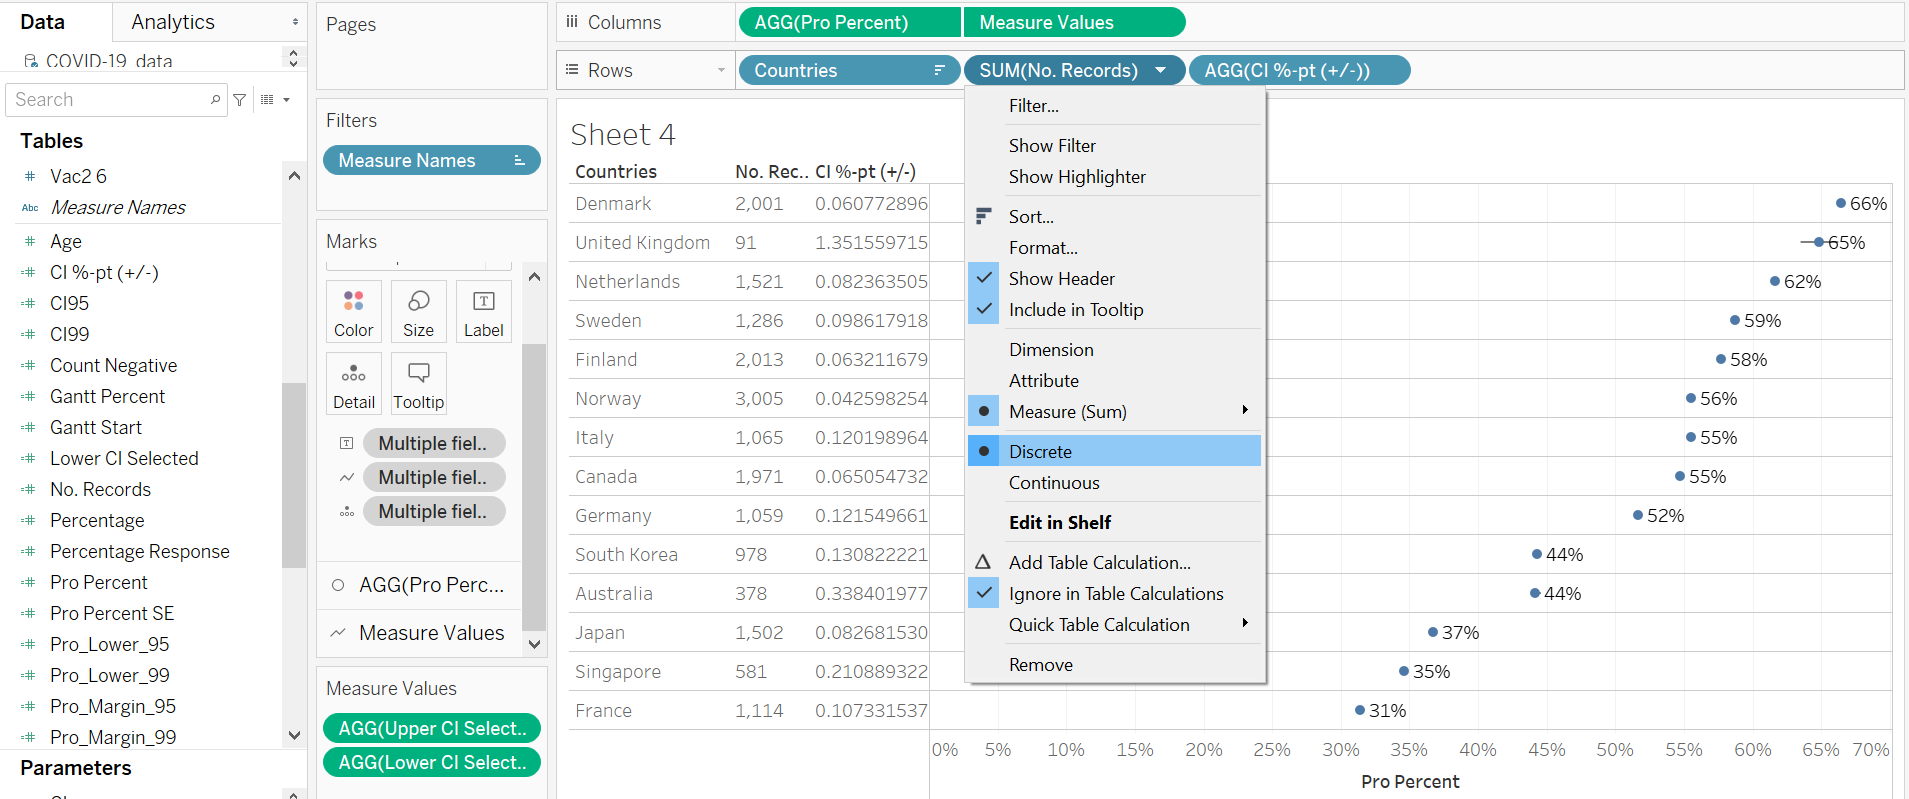 Data
Analytics
COVID-19 data
Search
Tables
Vac2 6
Abc Measure Names
Age
CI %-pt (+/-)
CI95
CI99
Count Negative
Gantt Percent
Gantt Start
Lower CI Selected
No. Records
Percentage
Percentage Response
Pro Percent
Pro Percent SE
Pro_Lower_95
Pro_Lower_99
Pro_Margin_95
Pro_Margin_99
Parameters
Pages
Filters
Measure Names
Marks
Color
Size
T
Label
Detail
Tooltip
T Multiple fiel..
Multiple fiel..
Multiple fiel..
AGG(Pro Perc...
Measure Values
Measure Values
AGG(Upper CI Select..
AGG(Lower CI Select..
Columns
AGG(Pro Percent)
Measure Values
Rows
Countries
SUM(No. Records)
AGG(CI %-pt (+/-))
Sheet 4
Countries No. Rec.. CI %-pt (+/-)
Denmark 2,001 0.060772896 66%
United Kingdom 91 1.351559715 65%
Netherlands 1,521 0.082363505 62%
Sweden 1,286 0.098617918 59%
Finland 2,013 0.063211679 58%
Norway 3,005 0.042598254 56%
Italy 1,065 0.120198964 55%
Canada 1,971 0.065054732 55%
Germany 1,059 0.121549661 52%
South Korea 978 0.130822221 44%
Australia 378 0.338401977 44%
Japan 1,502 0.082681530 37%
Singapore 581 0.210889322 35%
France 1,114 0.107331537 31%
0% 5% 10% 15% 20% 25% 30% 35% 40% 45% 50% 55% 60% 65% 70%
Pro Percent
Filter...
Show Filter
Show Highlighter
Sort...
Format...
Show Header
Include in Tooltip
Dimension
Attribute
Measure (Sum)
Discrete
Continuous
Edit in Shelf
Add Table Calculation...
Ignore in Table Calculations
Quick Table Calculation
Remove